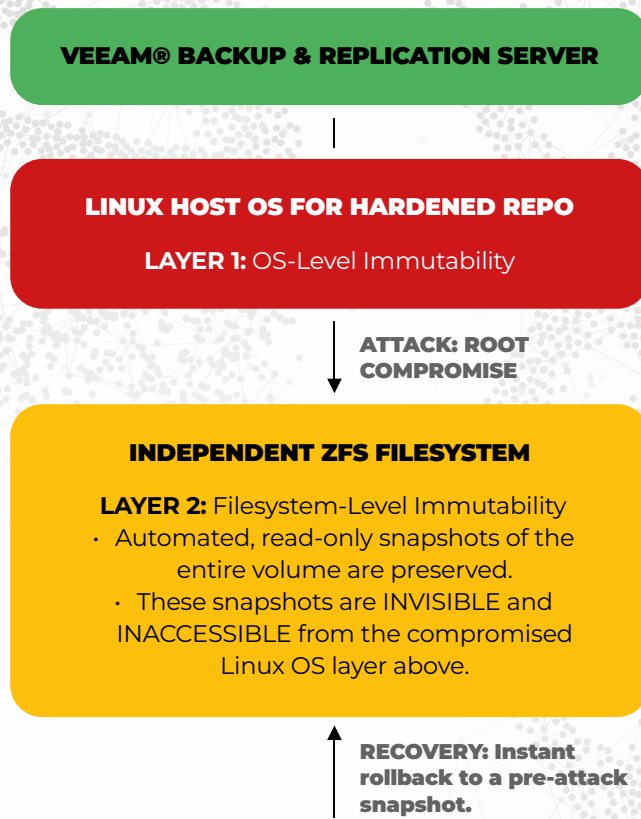 VEEAM® BACKUP & REPLICATION SERVER
LINUX HOST OS FOR HARDENED REPO
LAYER 1: OS-Level Immutability
ATTACK: ROOT
COMPROMISE
INDEPENDENT ZFS FILESYSTEM
LAYER 2: Filesystem-Level Immutability
• Automated, read-only snapshots of the
entire volume are preserved.
• These snapshots are INVISIBLE and
INACCESSIBLE from the compromised
Linux OS layer above.
RECOVERY: Instant
rollback to a pre-attack
snapshot.